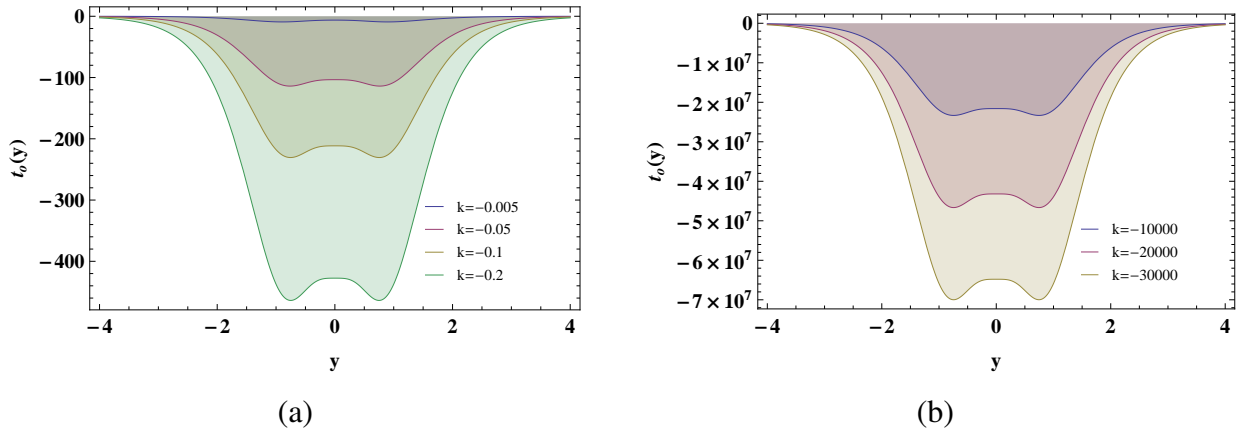 0
−100
−200
−300
−400
t_o(y)
−4 −2 0 2 4
y
k=−0.005
k=−0.05
k=−0.1
k=−0.2
(a)
0
−1×10⁷
−2×10⁷
−3×10⁷
−4×10⁷
−5×10⁷
−6×10⁷
−7×10⁷
t_o(y)
−4 −2 0 2 4
y
k=−10000
k=−20000
k=−30000
(b)